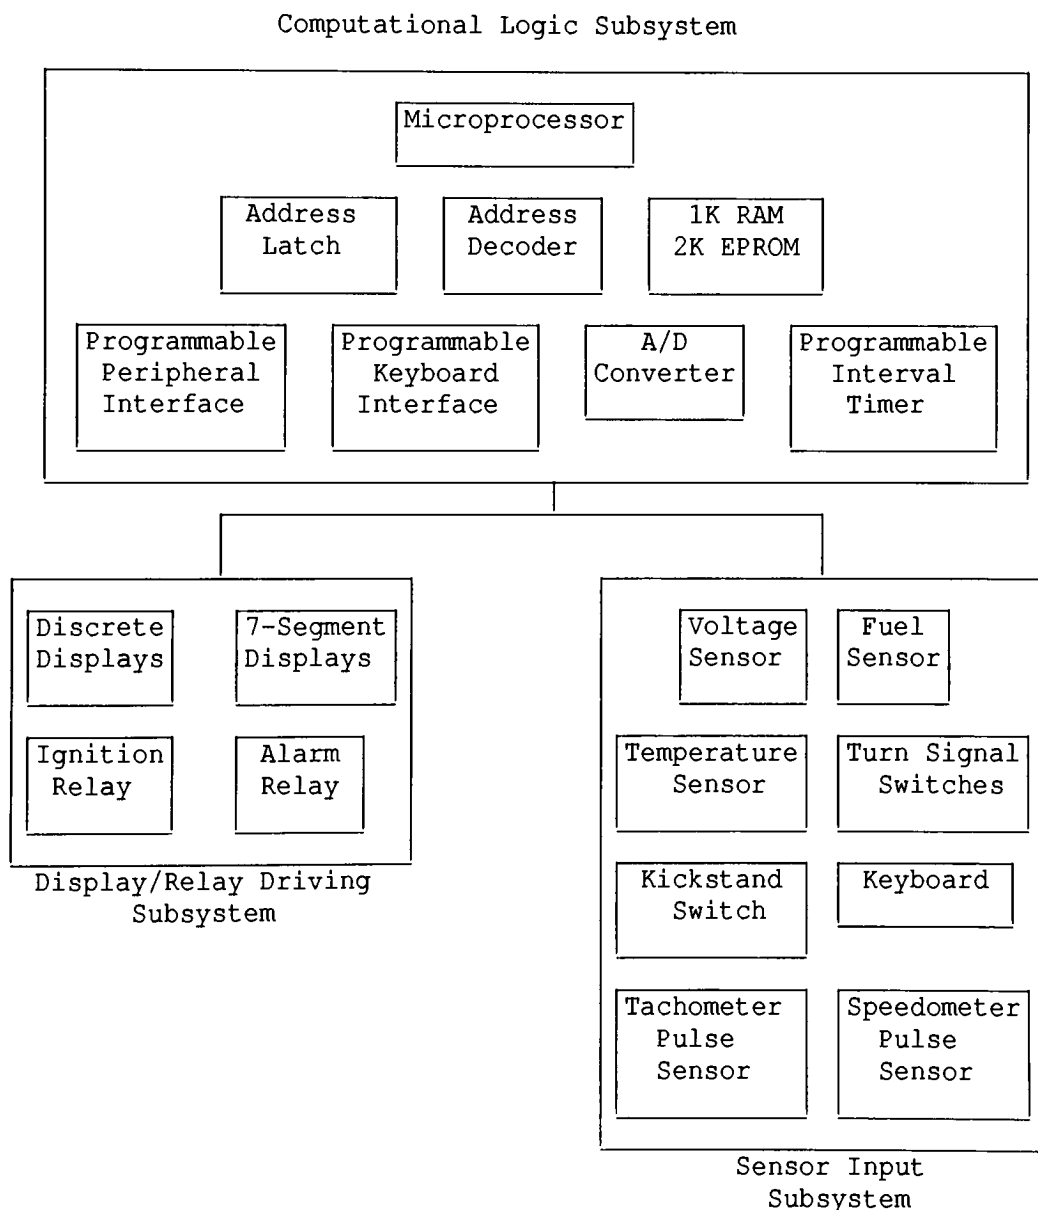 Computational Logic Subsystem
Microprocessor
Address
Latch
Address
Decoder
1K RAM
2K EPROM
Programmable
Peripheral
Interface
Programmable
Keyboard
Interface
A/D
Converter
Programmable
Interval
Timer
Discrete
Displays
7-Segment
Displays
Ignition
Relay
Alarm
Relay
Display/Relay Driving
Subsystem
Voltage
Sensor
Fuel
Sensor
Temperature
Sensor
Turn Signal
Switches
Kickstand
Switch
Keyboard
Tachometer
Pulse
Sensor
Speedometer
Pulse
Sensor
Sensor Input
Subsystem